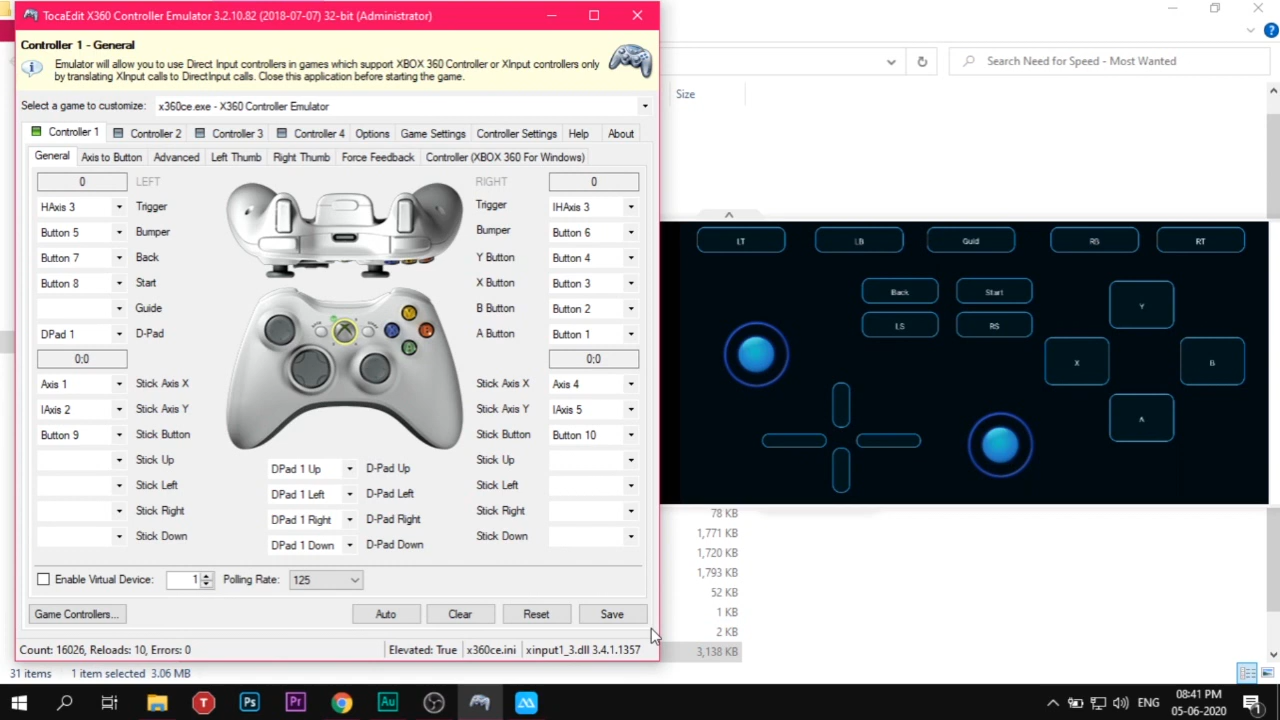 TocaEdit X360 Controller Emulator 3.2.10.82 (2018-07-07) 32-bit (Administrator)
Controller 1 - General
Emulator will allow you to use Direct Input controllers in games which support XBOX 360 Controller or XInput controllers only
by translating XInput calls to DirectInput calls. Close this application before starting the game.
Select a game to customize: x360ce.exe - X360 Controller Emulator
Controller 1 Controller 2 Controller 3 Controller 4 Options Game Settings Controller Settings Help About
General Axis to Button Advanced Left Thumb Right Thumb Force Feedback Controller (XBOX 360 For Windows)
0 LEFT RIGHT 0
HAxis 3 Trigger Trigger IHAxis 3
Button 5 Bumper Bumper Button 6
Button 7 Back Y Button Button 4
Button 8 Start X Button Button 3
Guide B Button Button 2
DPad 1 D-Pad A Button Button 1
0;0 0;0
Axis 1 Stick Axis X Stick Axis X Axis 4
IAxis 2 Stick Axis Y Stick Axis Y IAxis 5
Button 9 Stick Button Stick Button Button 10
Stick Up DPad 1 Up D-Pad Up Stick Up
Stick Left DPad 1 Left D-Pad Left Stick Left
Stick Right DPad 1 Right D-Pad Right Stick Right
Stick Down DPad 1 Down D-Pad Down Stick Down
Enable Virtual Device: 1 Polling Rate: 125
Game Controllers... Auto Clear Reset Save
Count: 16026, Reloads: 10, Errors: 0 Elevated: True x360ce.ini xinput1_3.dll 3.4.1.1357
Search Need for Speed - Most Wanted
Size
LT LB Guid RB RT
Back Start
LS RS
Y
X B
A
78 KB
1,771 KB
1,720 KB
1,793 KB
52 KB
1 KB
2 KB
3,138 KB
31 items 1 item selected 3.06 MB
T Ps Pr Au
ENG
08:41 PM
05-06-2020
1